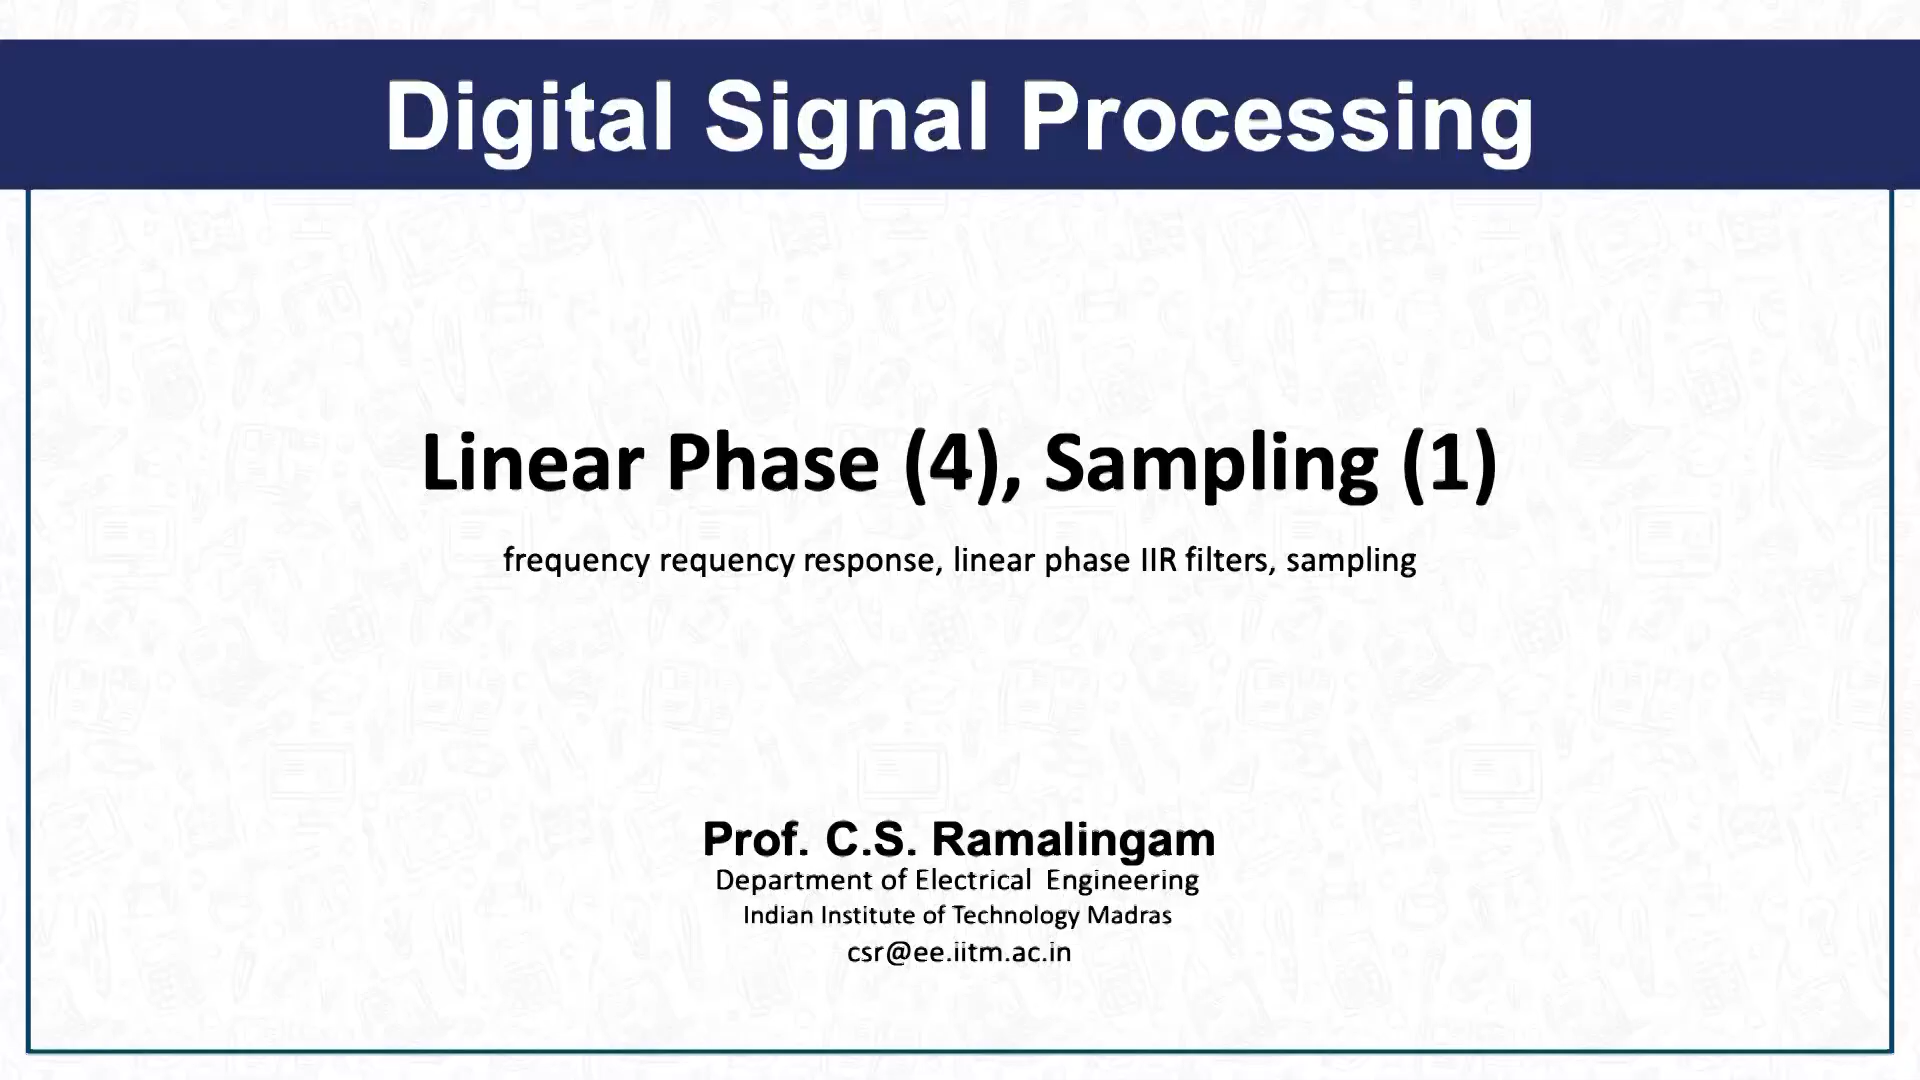 Digital Signal Processing
Linear Phase (4), Sampling (1)
frequency requency response, linear phase IIR filters, sampling
Prof. C.S. Ramalingam
Department of Electrical Engineering
Indian Institute of Technology Madras
csr@ee.iitm.ac.in